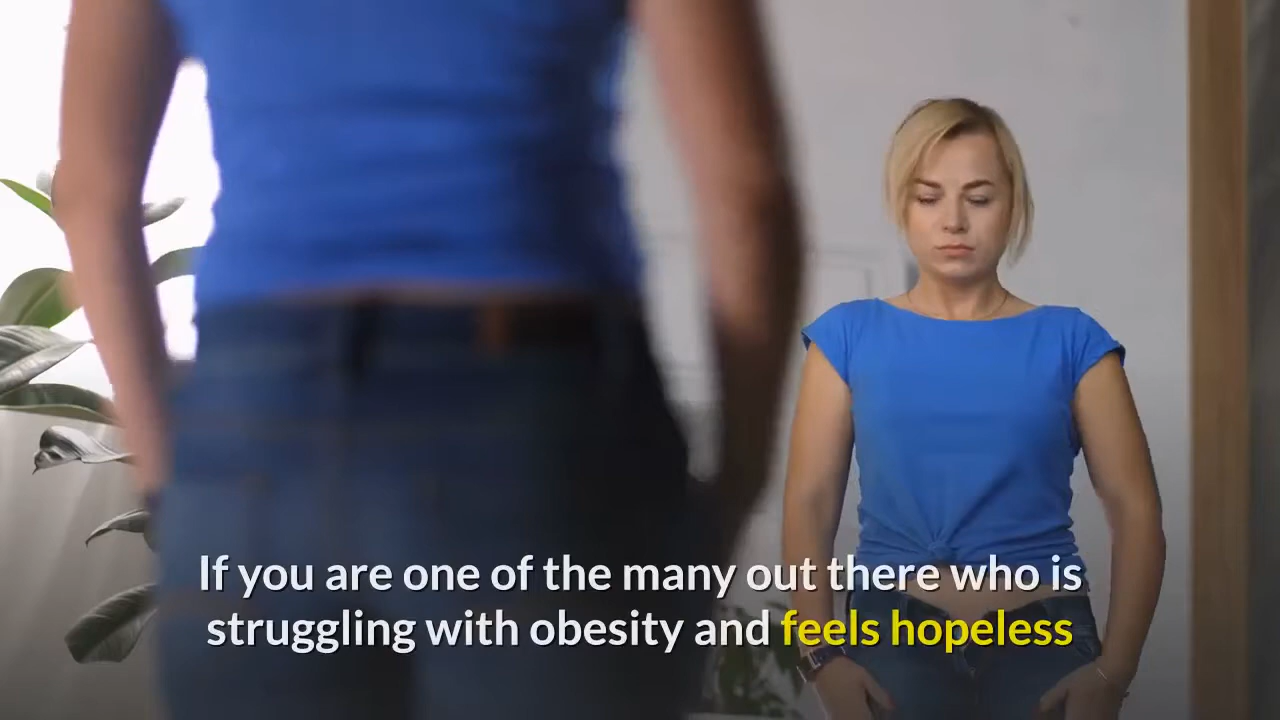 If you are one of the many out there who is
struggling with obesity and feels hopeless